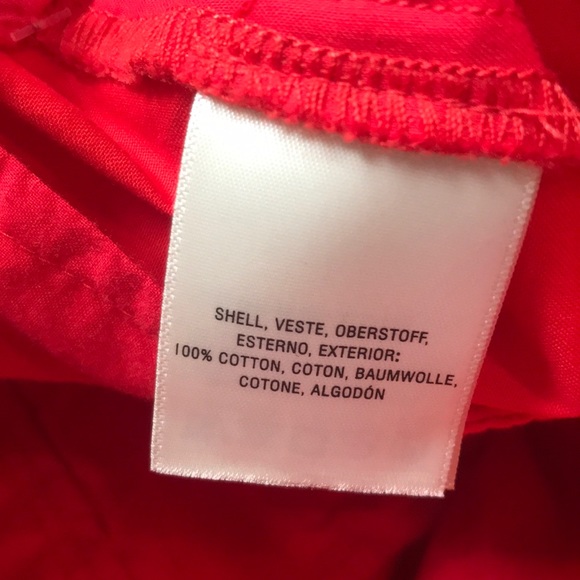 SHELL, VESTE, OBERSTOFF,
ESTERNO, EXTERIOR:
100% COTTON, COTON, BAUMWOLLE,
COTONE, ALGODÓN